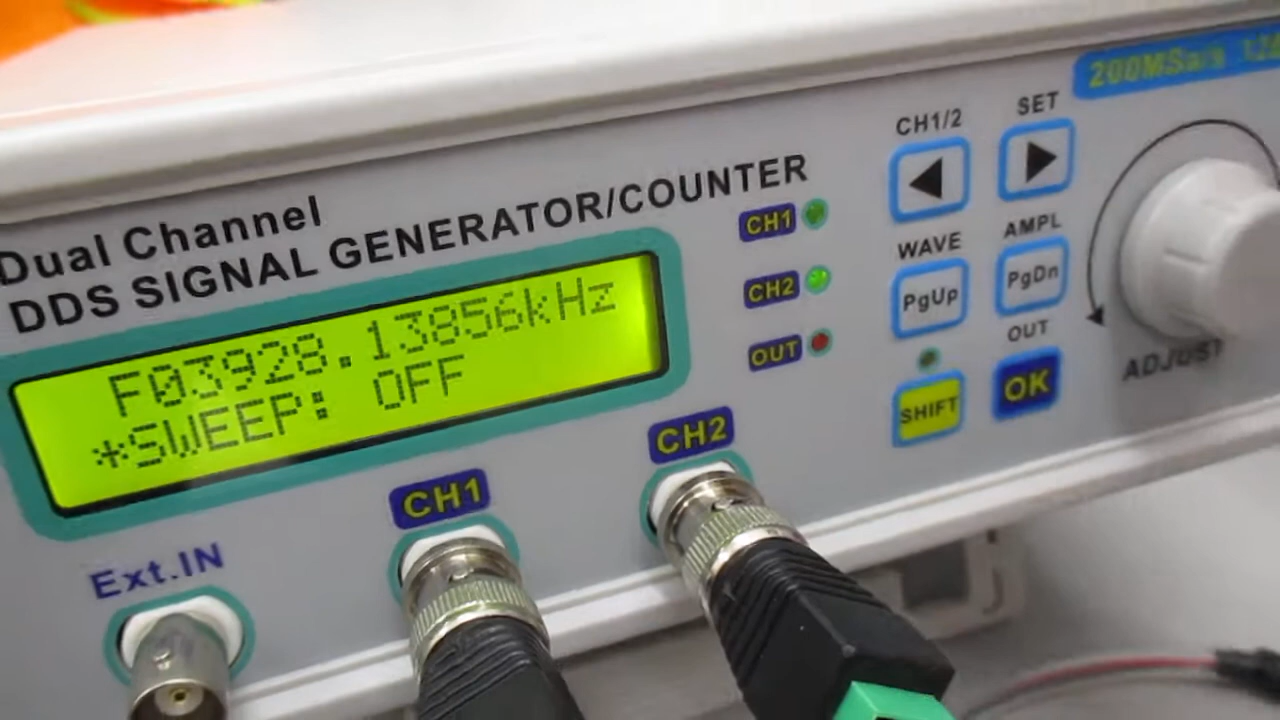 200MSa/s
SET
CH1/2
Dual Channel
DDS SIGNAL GENERATOR/COUNTER
CH1
AMPL
WAVE
PgUp
PgDn
CH2
OUT
OUT
ADJUST
SHIFT
OK
F03928.13856kHz
*SWEEP: OFF
CH2
CH1
Ext.IN